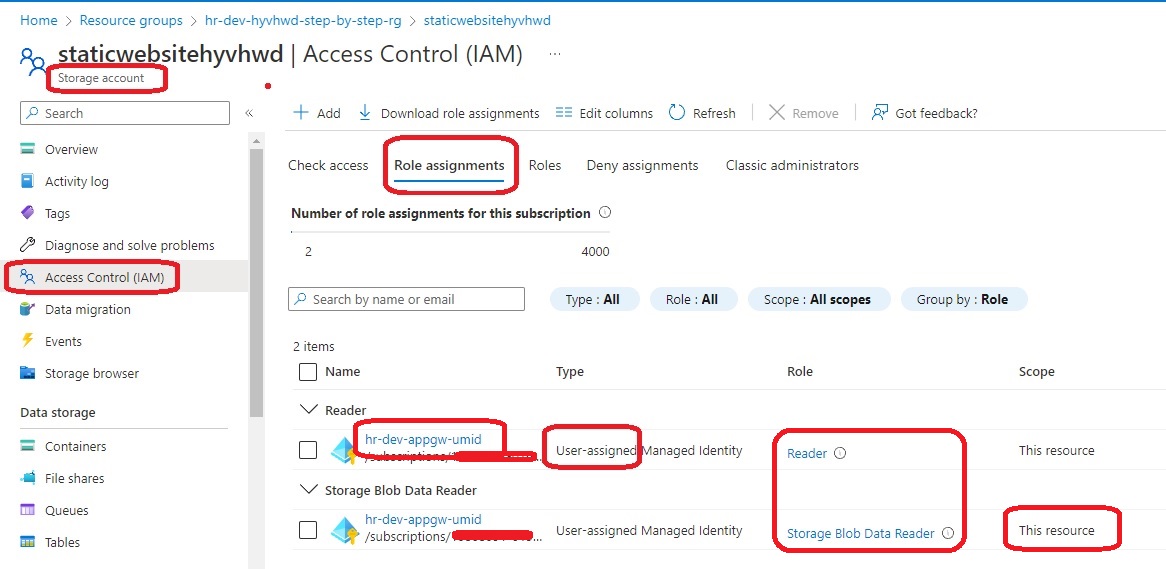 Home > Resource groups > hr-dev-hyvhwd-step-by-step-rg > staticwebsitehyvhwd
staticwebsitehyvhwd | Access Control (IAM) ...
Storage account
Search «
+ Add Download role assignments Edit columns Refresh Remove Got feedback?
Overview
Activity log
Tags
Diagnose and solve problems
Access Control (IAM)
Data migration
Events
Storage browser
Data storage
Containers
File shares
Queues
Tables
Check access Role assignments Roles Deny assignments Classic administrators
Number of role assignments for this subscription
2 4000
Search by name or email Type : All Role : All Scope : All scopes Group by : Role
2 items
Name Type Role Scope
Reader
hr-dev-appgw-umid
/subscriptions/
User-assigned Managed Identity Reader This resource
Storage Blob Data Reader
hr-dev-appgw-umid
/subscriptions/ ...
User-assigned Managed Identity Storage Blob Data Reader This resource